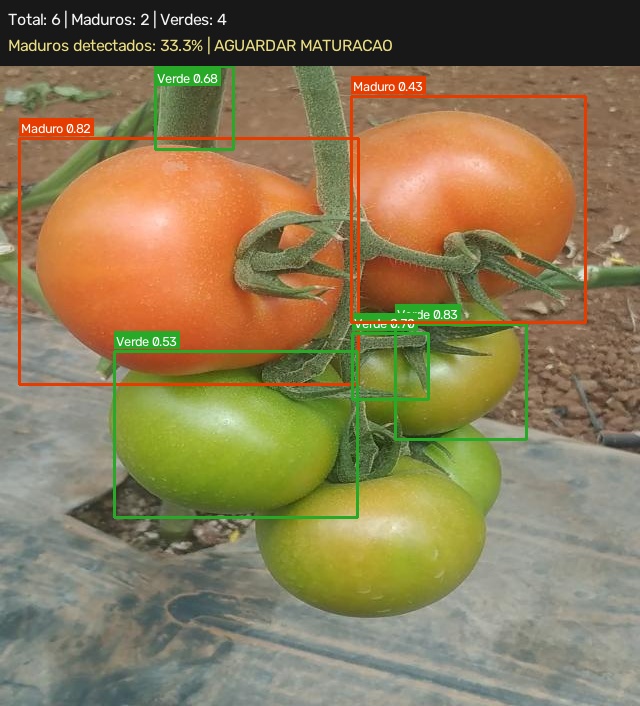 Total: 6 | Maduros: 2 | Verdes: 4
Maduros detectados: 33.3% | AGUARDAR MATURACAO
Verde 0.68
Maduro 0.43
Maduro 0.82
Verde 0.83
Verde 0.70
Verde 0.53